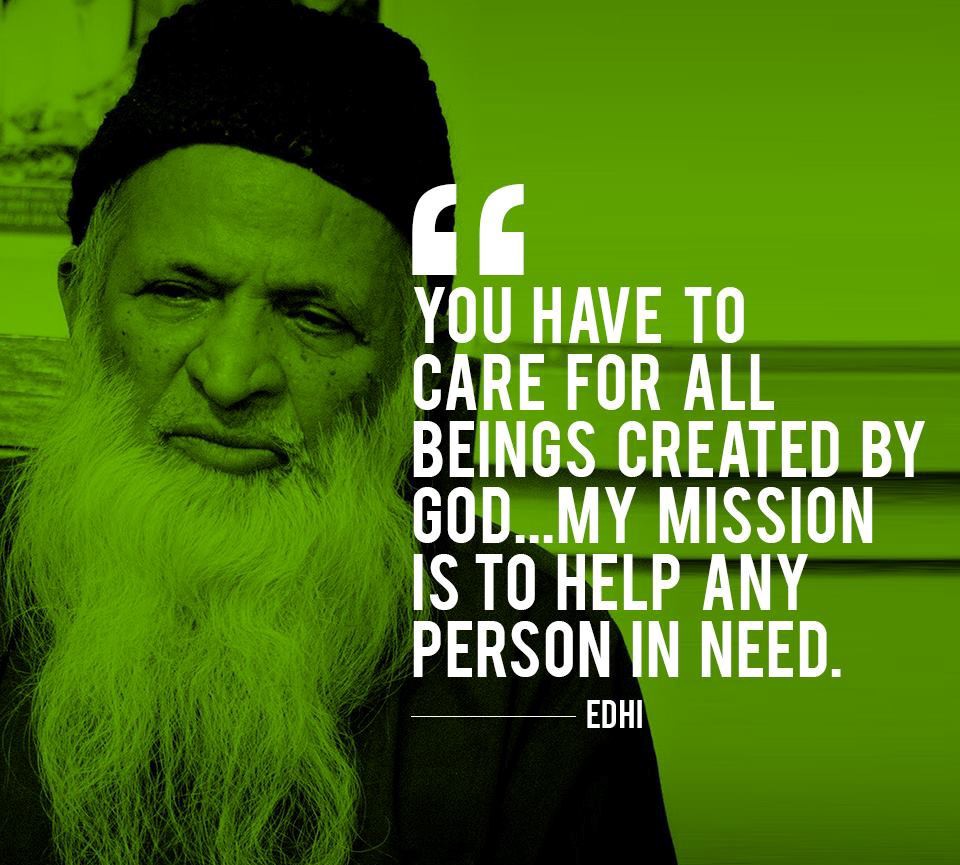 “
YOU HAVE TO
CARE FOR ALL
BEINGS CREATED BY
GOD...MY MISSION
IS TO HELP ANY
PERSON IN NEED.
EDHI